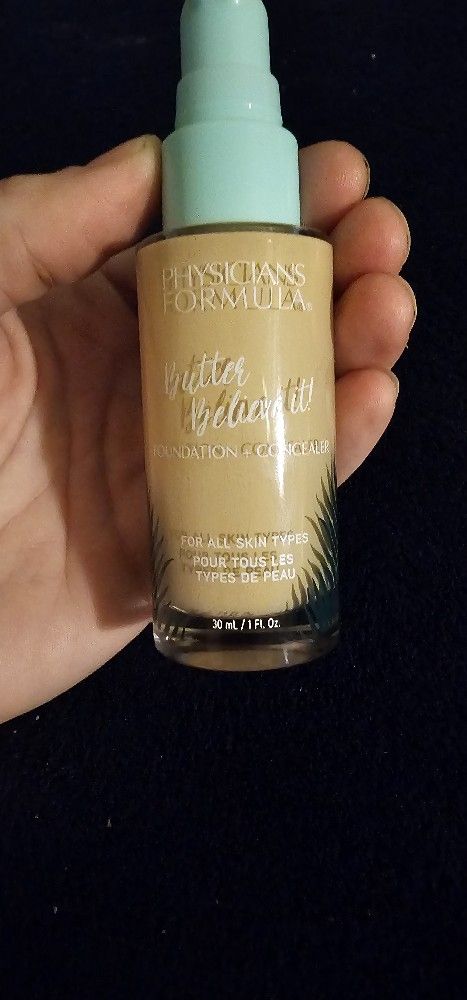 PHYSICIANS
FORMULA®
Butter
Believe it!
FOUNDATION + CONCEALER
FOR ALL SKIN TYPES
POUR TOUS LES
TYPES DE PEAU
30 mL / 1 Fl. Oz.